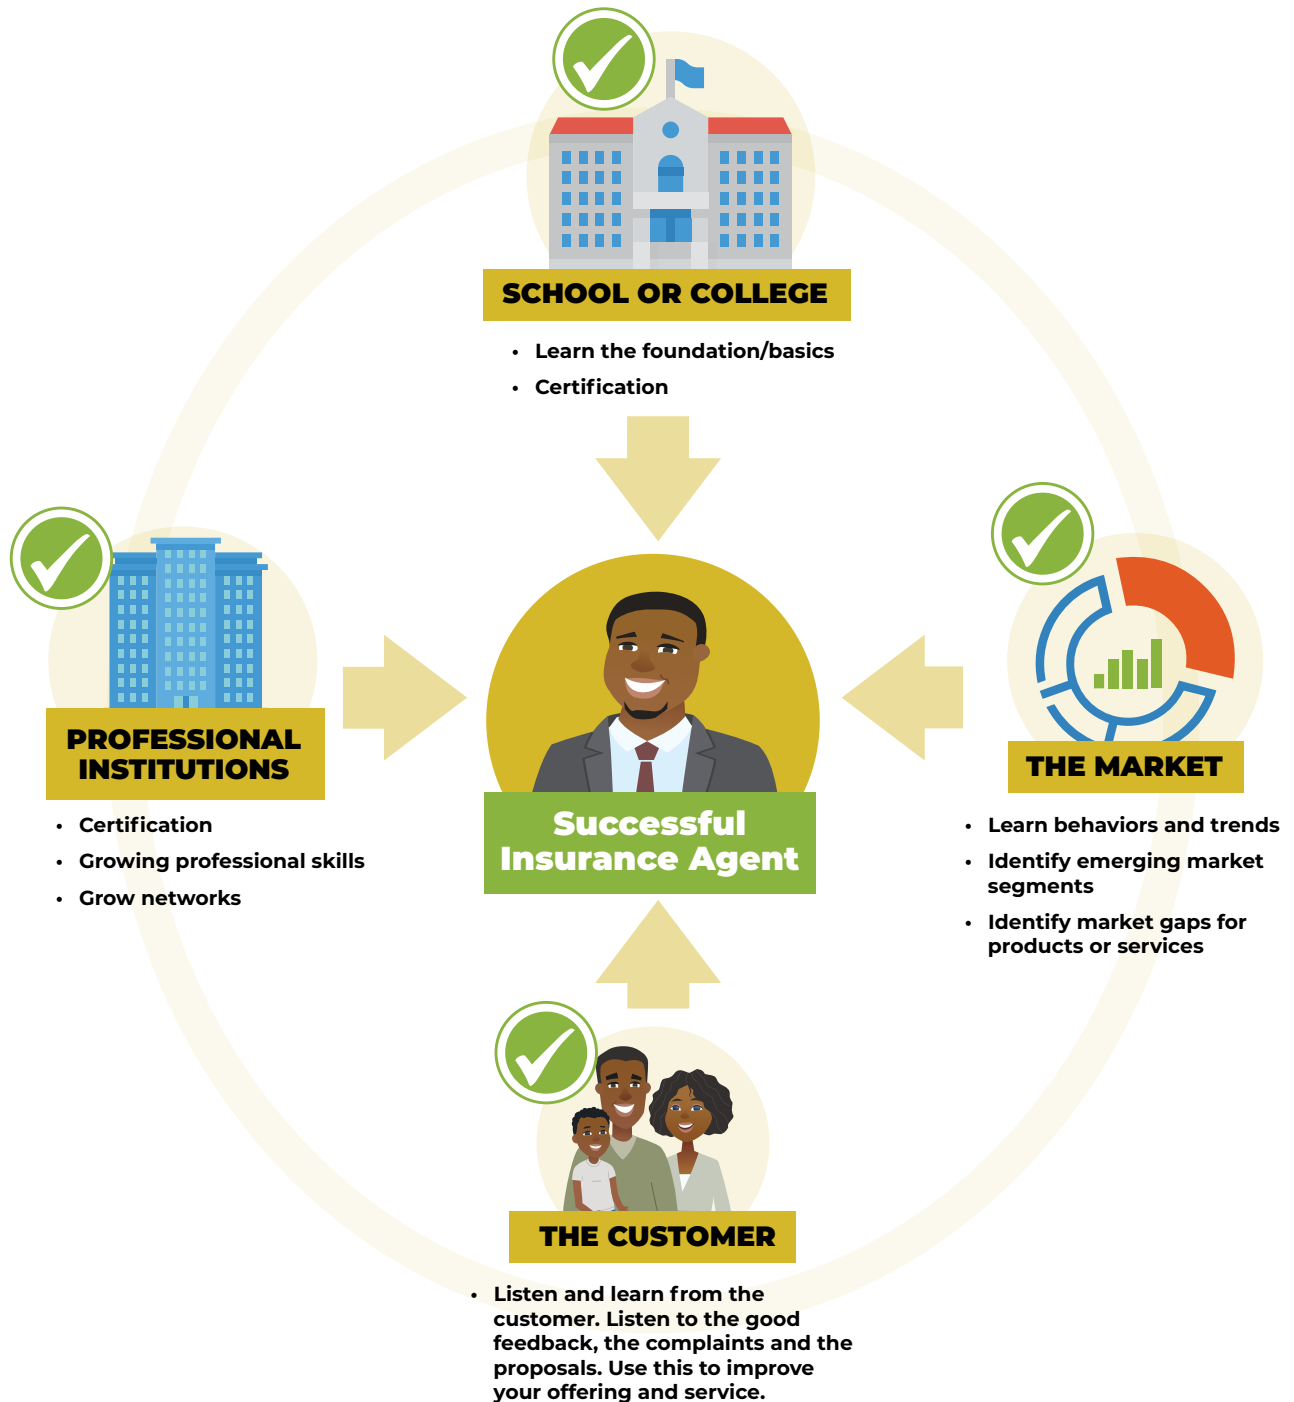 SCHOOL OR COLLEGE
• Learn the foundation/basics
• Certification
PROFESSIONAL
INSTITUTIONS
• Certification
• Growing professional skills
• Grow networks
Successful
Insurance Agent
THE MARKET
• Learn behaviors and trends
• Identify emerging market
segments
• Identify market gaps for
products or services
THE CUSTOMER
• Listen and learn from the
customer. Listen to the good
feedback, the complaints and the
proposals. Use this to improve
your offering and service.